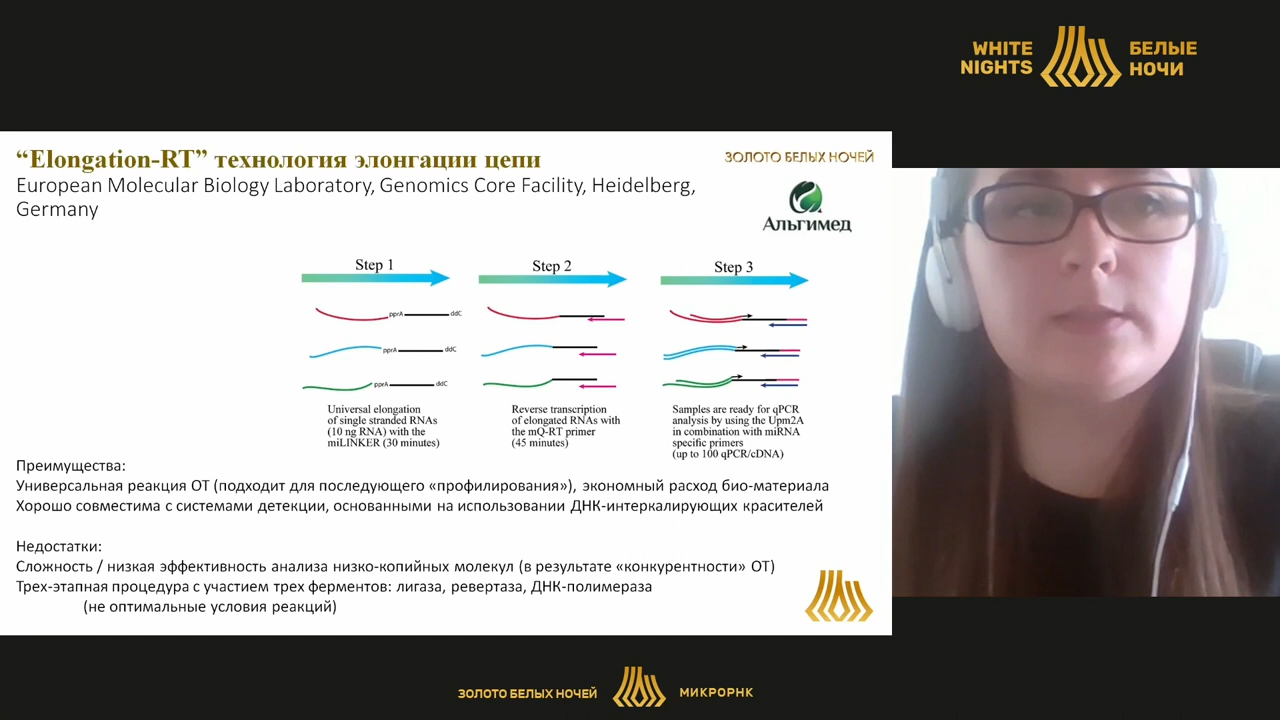 WHITE NIGHTS
БЕЛЫЕ НОЧИ
“Elongation-RT” технология элонгации цепи
European Molecular Biology Laboratory, Genomics Core Facility, Heidelberg,
Germany
ЗОЛОТО БЕЛЫХ НОЧЕЙ
Альгимед
Step 1
Step 2
Step 3
pprA
ddC
pprA
ddC
pprA
ddC
Universal elongation
of single stranded RNAs
(10 ng RNA) with the
miLINKER (30 minutes)
Reverse transcription
of elongated RNAs with
the mQ-RT primer
(45 minutes)
Samples are ready for qPCR
analysis by using the Upm2A
in combination with miRNA
specific primers
(up to 100 qPCR/cDNA)
Преимущества:
Универсальная реакция ОТ (подходит для последующего «профилирования»), экономный расход био-материала
Хорошо совместима с системами детекции, основанными на использовании ДНК-интеркалирующих красителей
Недостатки:
Сложность / низкая эффективность анализа низко-копийных молекул (в результате «конкурентности» ОТ)
Трех-этапная процедура с участием трех ферментов: лигаза, ревертаза, ДНК-полимераза
(не оптимальные условия реакций)
ЗОЛОТО БЕЛЫХ НОЧЕЙ
МИКРОРНК